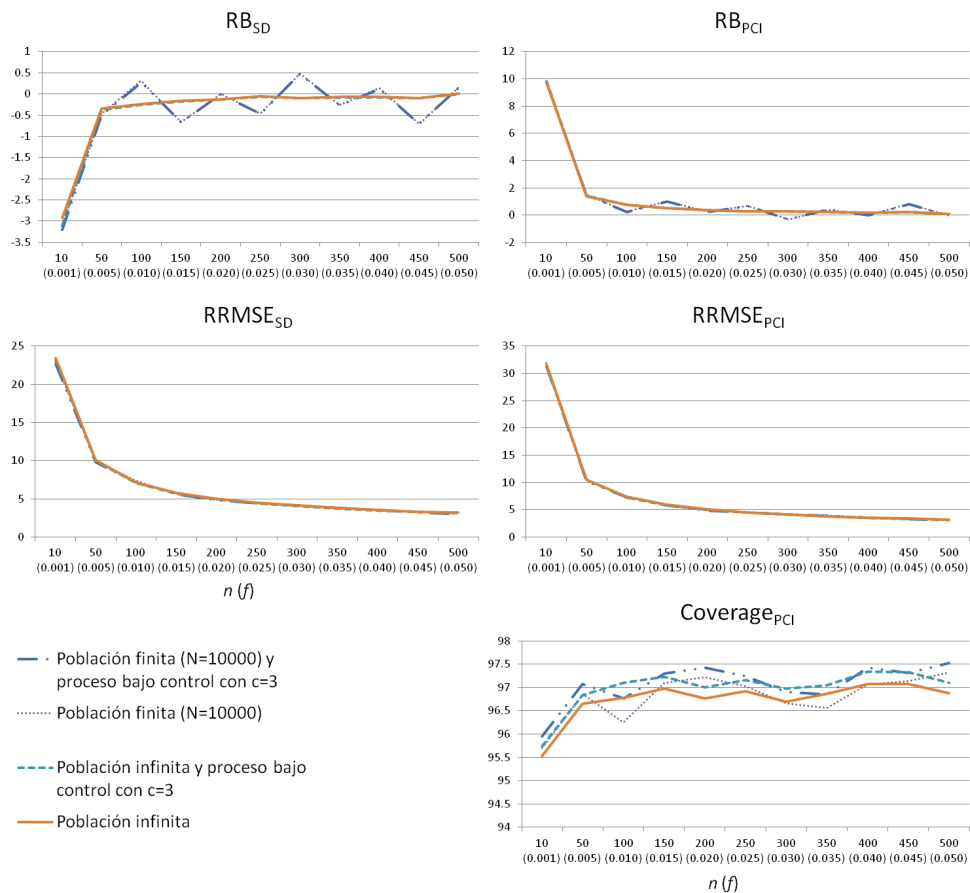 RB_SD
1
0.5
0
-0.5
-1
-1.5
-2
-2.5
-3
-3.5
10 50 100 150 200 250 300 350 400 450 500
(0.001) (0.005) (0.010) (0.015) (0.020) (0.025) (0.030) (0.035) (0.040) (0.045) (0.050)
RB_PCI
12
10
8
6
4
2
0
-2
10 50 100 150 200 250 300 350 400 450 500
(0.001) (0.005) (0.010) (0.015) (0.020) (0.025) (0.030) (0.035) (0.040) (0.045) (0.050)
RRMSE_SD
25
20
15
10
5
0
10 50 100 150 200 250 300 350 400 450 500
(0.001) (0.005) (0.010) (0.015) (0.020) (0.025) (0.030) (0.035) (0.040) (0.045) (0.050)
n (f)
RRMSE_PCI
35
30
25
20
15
10
5
0
10 50 100 150 200 250 300 350 400 450 500
(0.001) (0.005) (0.010) (0.015) (0.020) (0.025) (0.030) (0.035) (0.040) (0.045) (0.050)
Población finita (N=10000) y
proceso bajo control con c=3
Población finita (N=10000)
Población infinita y proceso bajo
control con c=3
Población infinita
Coverage_PCI
98
97.5
97
96.5
96
95.5
95
94.5
94
10 50 100 150 200 250 300 350 400 450 500
(0.001) (0.005) (0.010) (0.015) (0.020) (0.025) (0.030) (0.035) (0.040) (0.045) (0.050)
n (f)